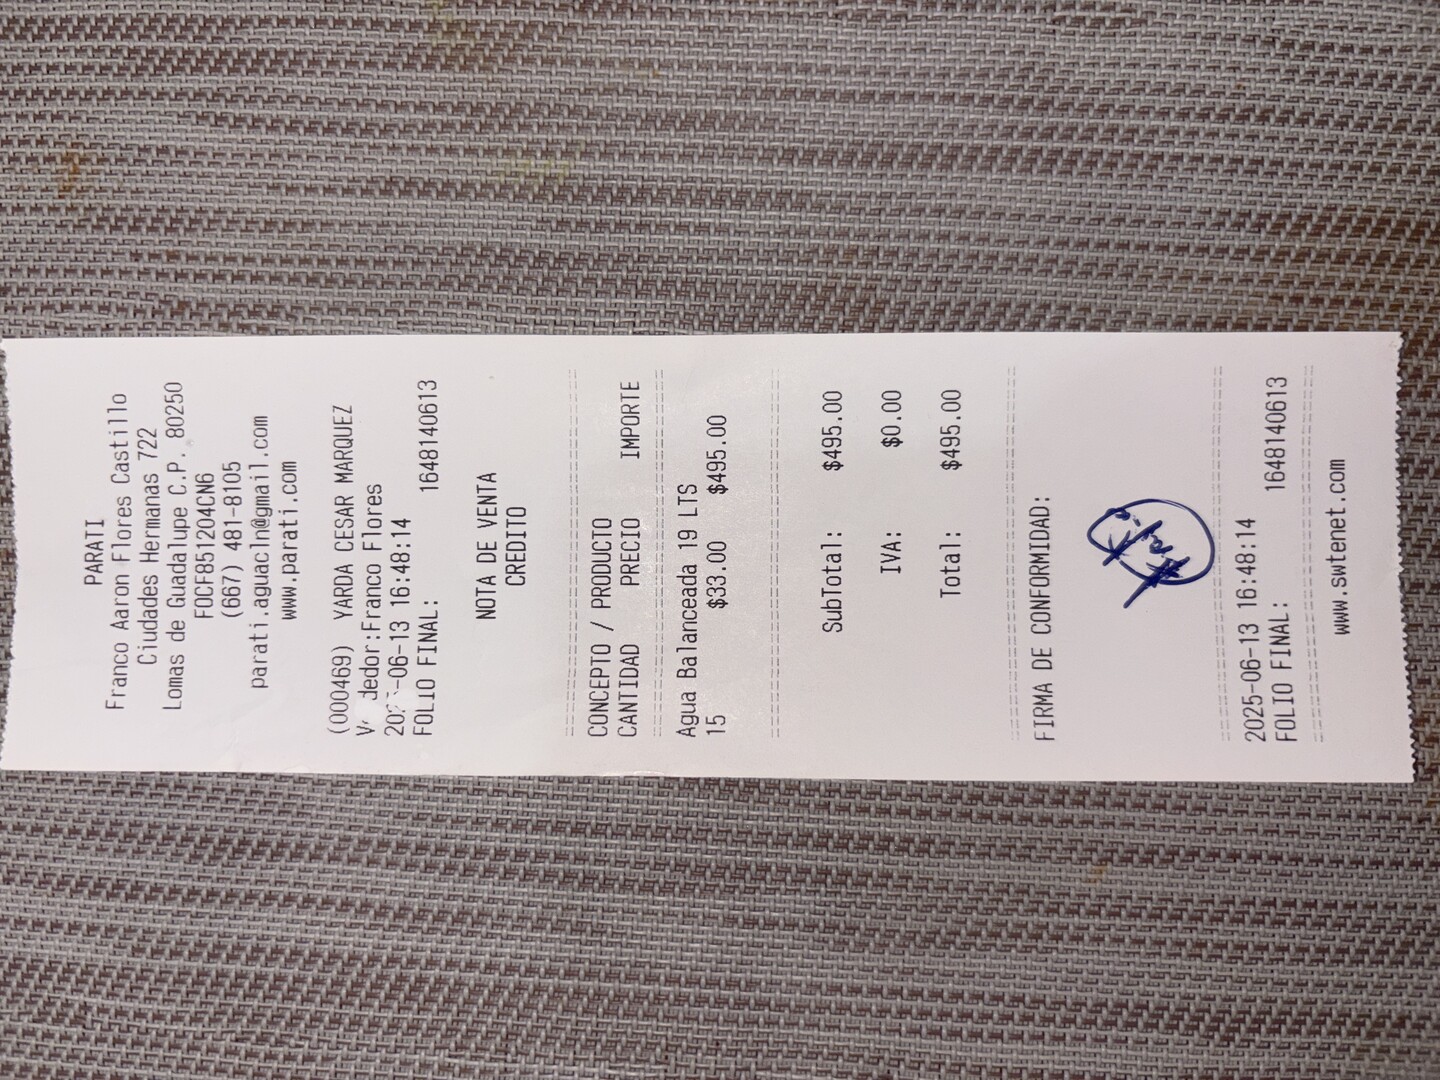 PARATI
Franco Aaron Flores Castillo
Ciudades Hermanas 722
Lomas de Guadalupe C.P. 80250
FOCF851204CN6
(667) 481-8105
parati.aguacln@gmail.com
www.parati.com
(000469) YARDA CESAR MARQUEZ
dedor:Franco Flores
-06-13 16:48:14
FOLIO FINAL: 1648140613
NOTA DE VENTA
CREDITO
CONCEPTO / PRODUCTO
CANTIDAD PRECIO IMPORTE
Agua Balanceada 19 LTS
15 $33.00 $495.00
SubTotal: $495.00
IVA: $0.00
Total: $495.00
FIRMA DE CONFORMIDAD:
2025-06-13 16:48:14
FOLIO FINAL: 1648140613
www.swtenet.com